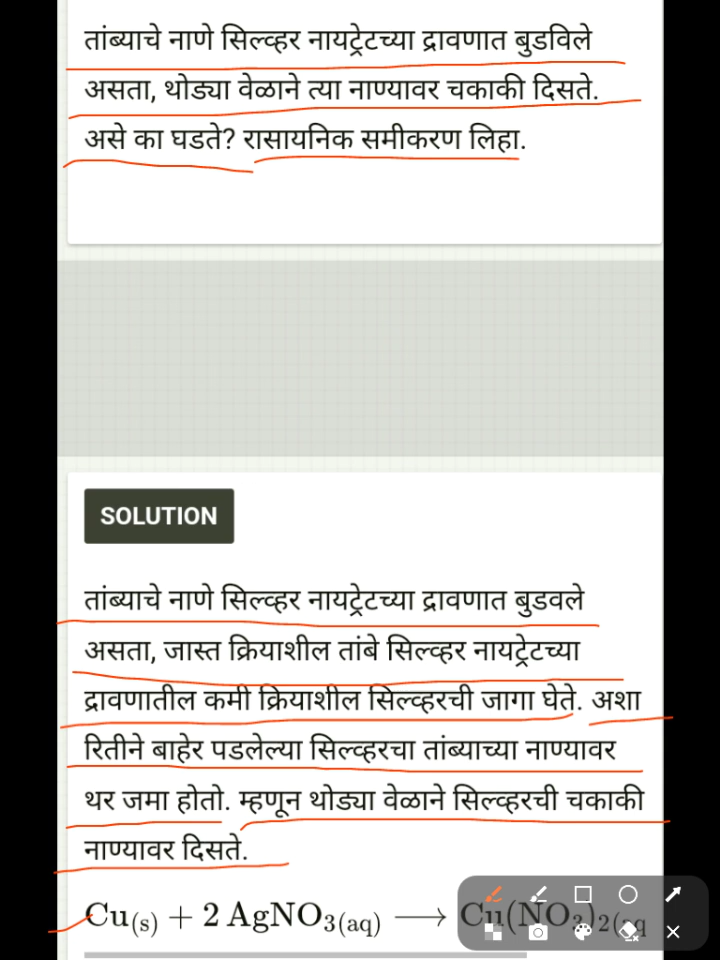 तांब्याचे नाणे सिल्व्हर नायट्रेटच्या द्रावणात बुडविले
असता, थोड्या वेळाने त्या नाण्यावर चकाकी दिसते.
असे का घडते? रासायनिक समीकरण लिहा.
SOLUTION
तांब्याचे नाणे सिल्व्हर नायट्रेटच्या द्रावणात बुडवले
असता, जास्त क्रियाशील तांबे सिल्व्हर नायट्रेटच्या
द्रावणातील कमी क्रियाशील सिल्व्हरची जागा घेते. अशा
रितीने बाहेर पडलेल्या सिल्व्हरचा तांब्याच्या नाण्यावर
थर जमा होतो. म्हणून थोड्या वेळाने सिल्व्हरची चकाकी
नाण्यावर दिसते.
Cu(s) + 2 AgNO3(aq) ⟶ Cu(NO3)2(aq